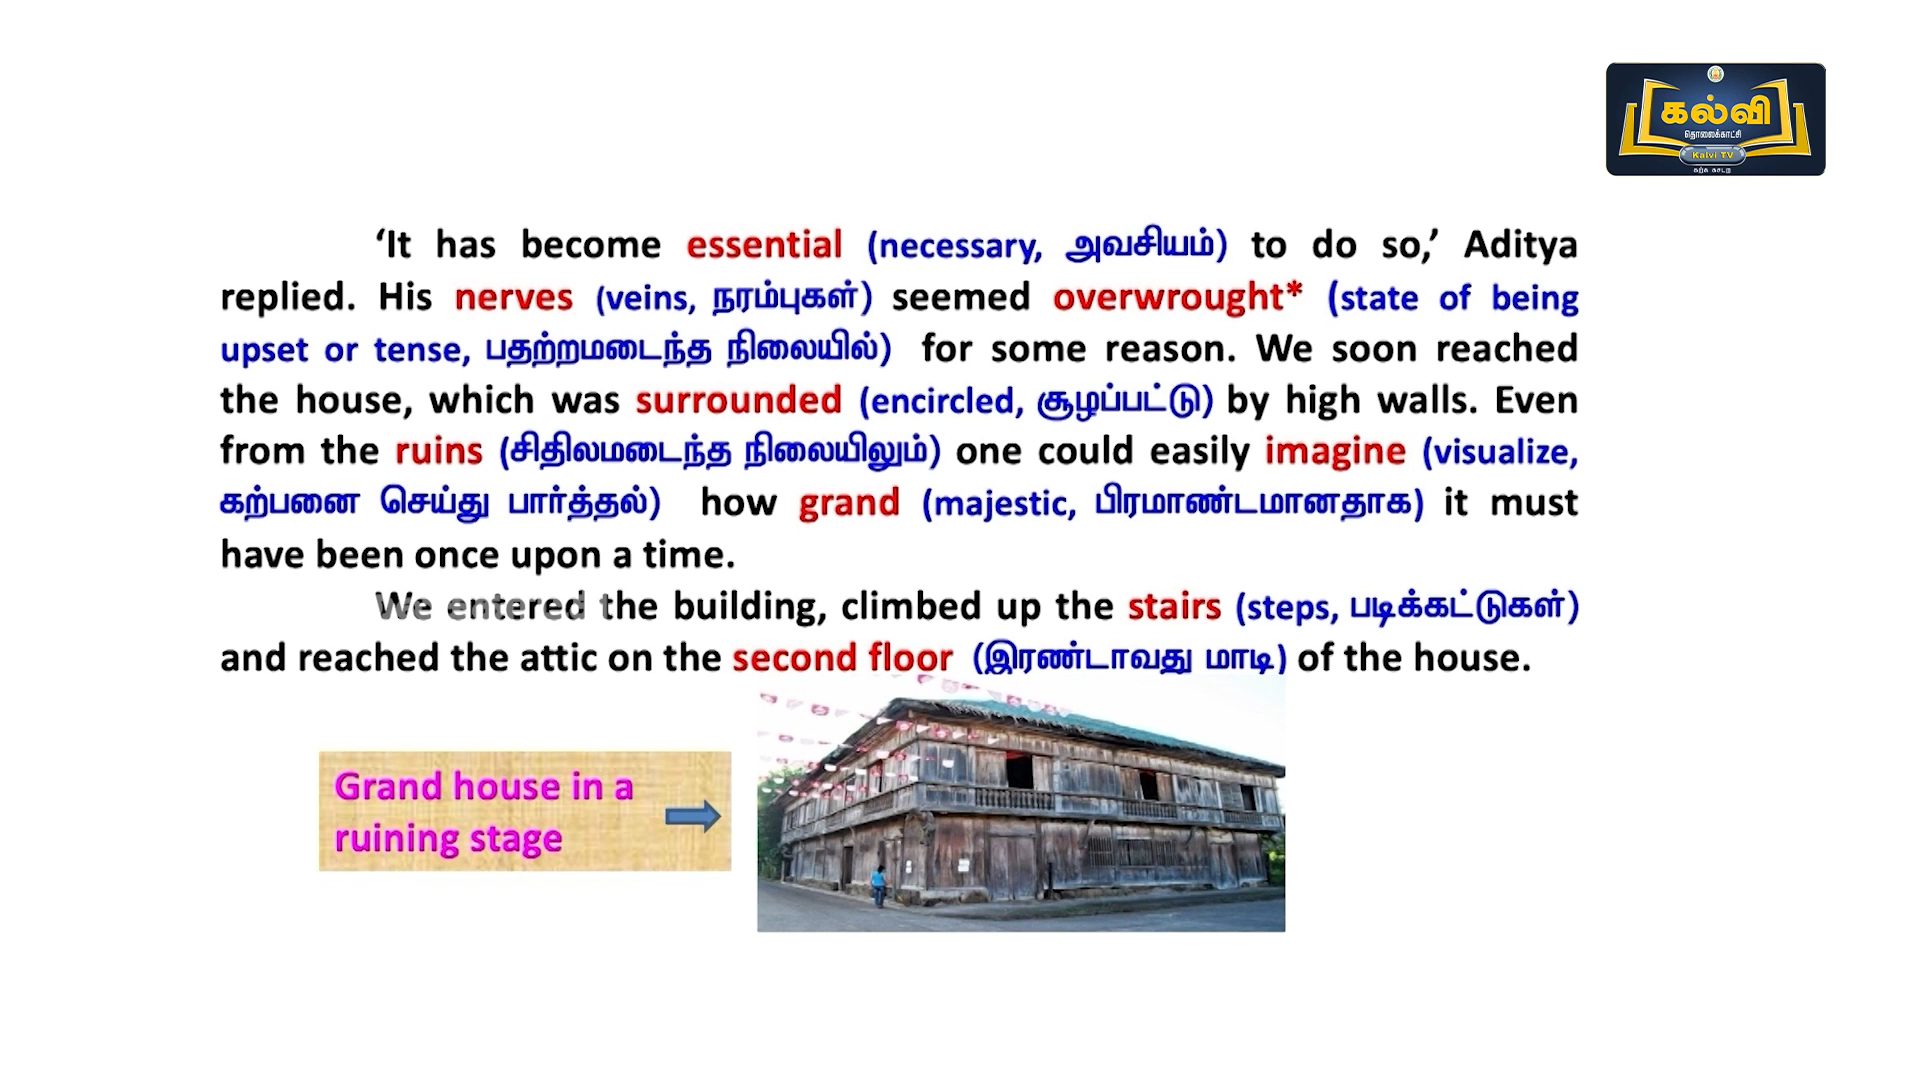 கல்வி
தொலைக்காட்சி
Kalvi TV
கற்க கசடற
‘It has become essential (necessary, அவசியம்) to do so,’ Aditya
replied. His nerves (veins, நரம்புகள்) seemed overwrought* (state of being
upset or tense, பதற்றமடைந்த நிலையில்) for some reason. We soon reached
the house, which was surrounded (encircled, சூழப்பட்டு) by high walls. Even
from the ruins (சிதிலமடைந்த நிலையிலும்) one could easily imagine (visualize,
கற்பனை செய்து பார்த்தல்) how grand (majestic, பிரமாண்டமானதாக) it must
have been once upon a time.
We entered the building, climbed up the stairs (steps, படிக்கட்டுகள்)
and reached the attic on the second floor (இரண்டாவது மாடி) of the house.
Grand house in a
ruining stage